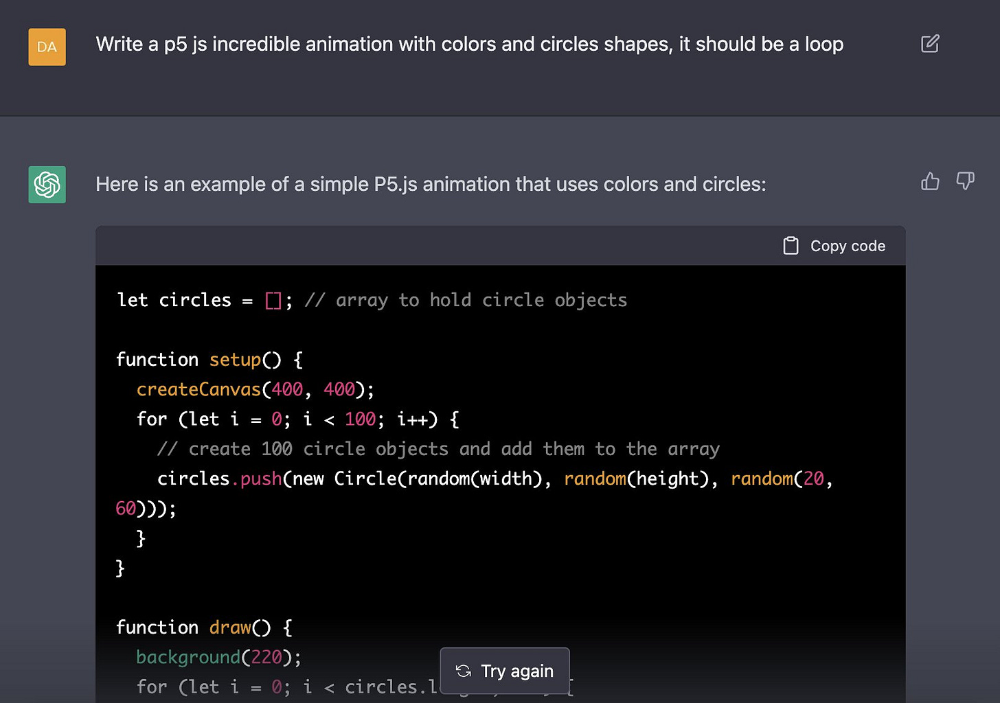 DA
Write a p5 js incredible animation with colors and circles shapes, it should be a loop
Here is an example of a simple P5.js animation that uses colors and circles:
Copy code
let circles = []; // array to hold circle objects
function setup() {
createCanvas(400, 400);
for (let i = 0; i < 100; i++) {
// create 100 circle objects and add them to the array
circles.push(new Circle(random(width), random(height), random(20,
60)));
}
}
function draw() {
background(220);
for (let i = 0; i < circles.l {
Try again